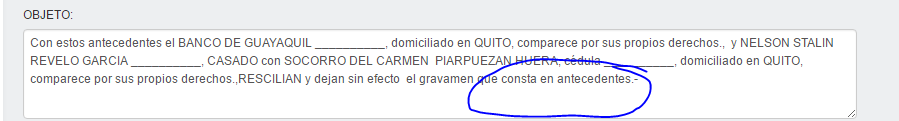 OBJETO:
Con estos antecedentes el BANCO DE GUAYAQUIL __________, domiciliado en QUITO, comparece por sus propios derechos., y NELSON STALIN
REVELO GARCIA __________, CASADO con SOCORRO DEL CARMEN PIARPUEZAN HUERA, cédula __________, domiciliado en QUITO,
comparece por sus propios derechos.,RESCILIAN y dejan sin efecto el gravamen que consta en antecedentes.-